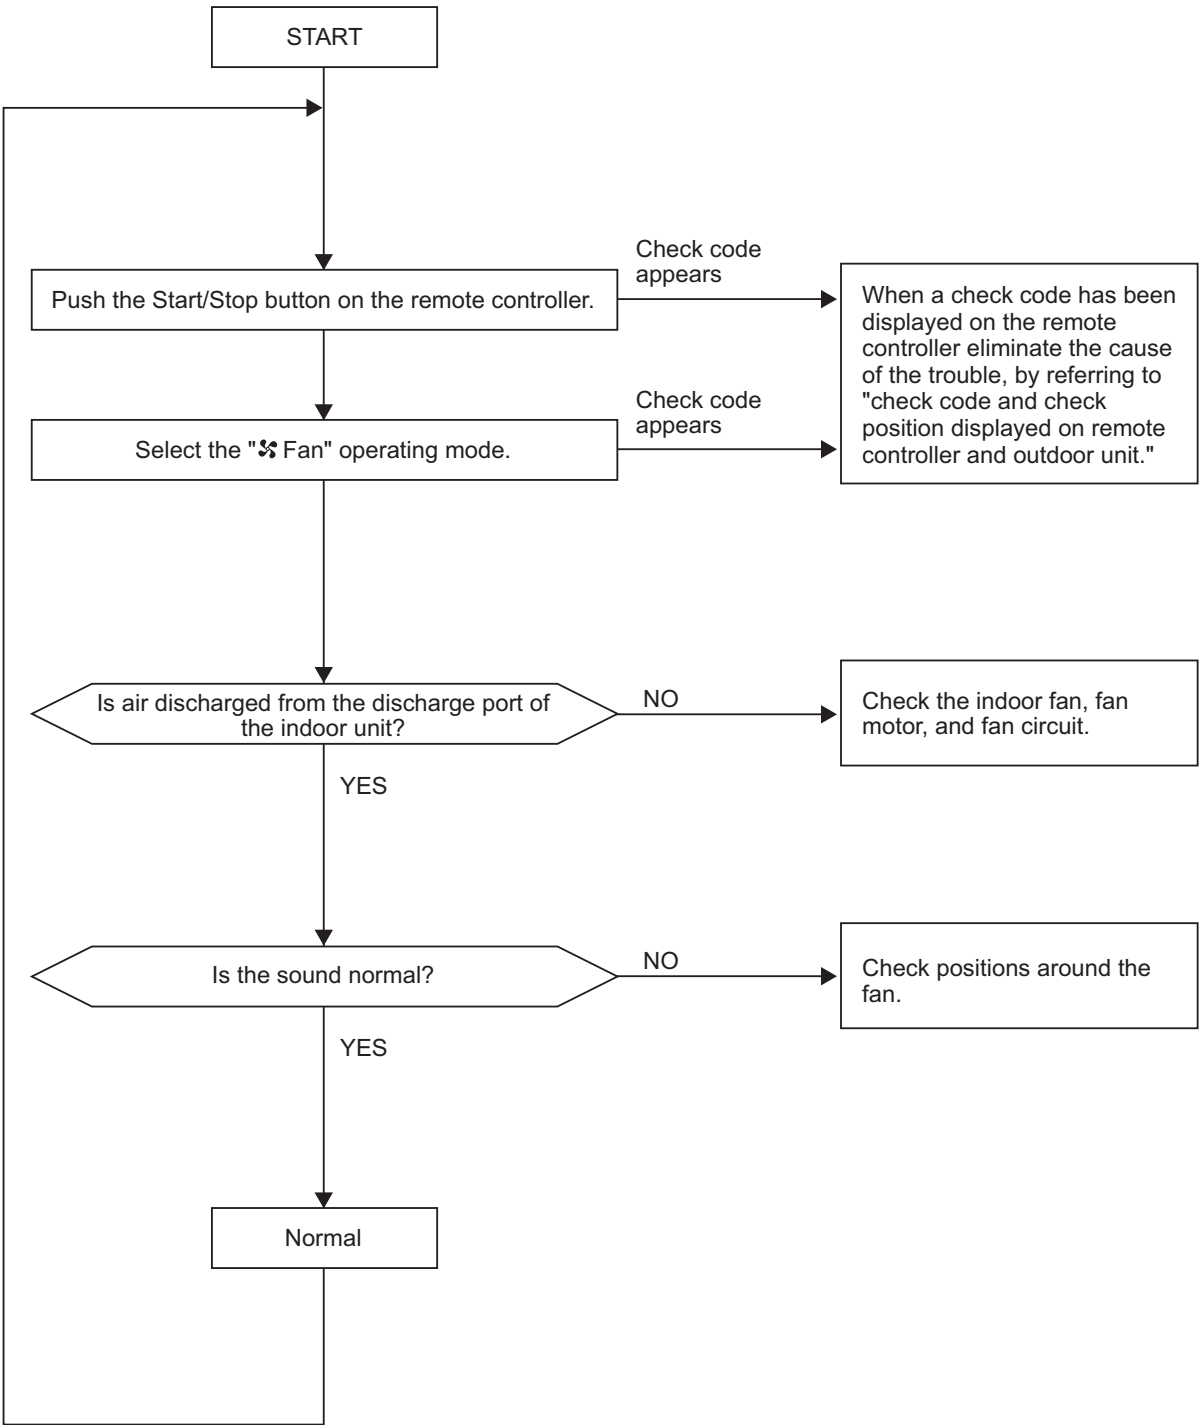 START
Check code
appears
Push the Start/Stop button on the remote controller.
When a check code has been
displayed on the remote
controller eliminate the cause
of the trouble, by referring to
"check code and check
position displayed on remote
controller and outdoor unit."
Check code
appears
Select the " Fan" operating mode.
Is air discharged from the discharge port of
the indoor unit?
NO
Check the indoor fan, fan
motor, and fan circuit.
YES
Is the sound normal?
NO
Check positions around the
fan.
YES
Normal